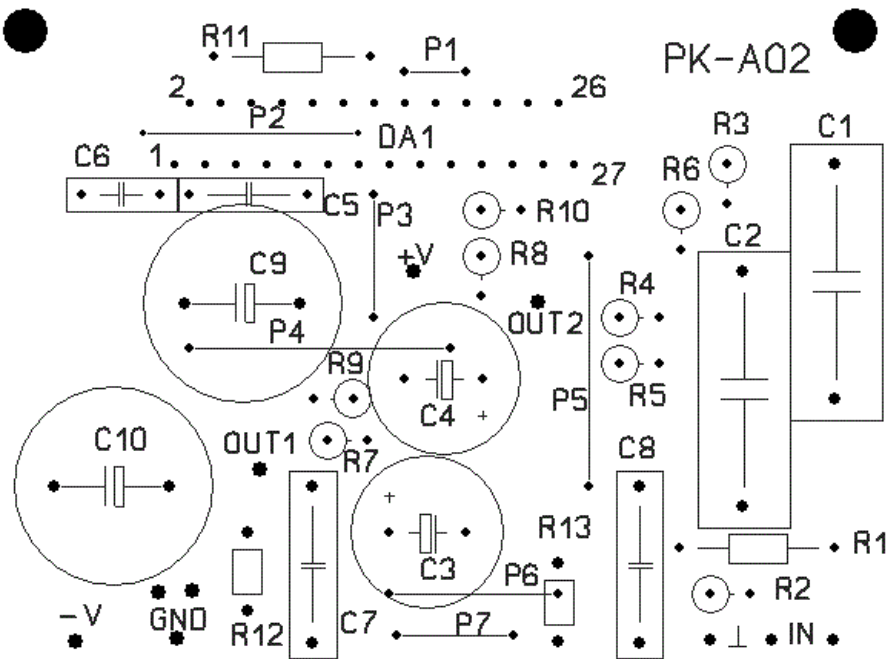 R11
P1
PK-A02
2
26
P2
DA1
R3
C1
C6
1
27
R6
C5
P3
R10
C2
+V
R8
C9
R4
OUT2
P4
R9
R5
P5
C4
+
C10
OUT1
R7
C8
+
R13
R1
C3
P6
R2
-V
GND
R12
C7
P7
⊥
IN